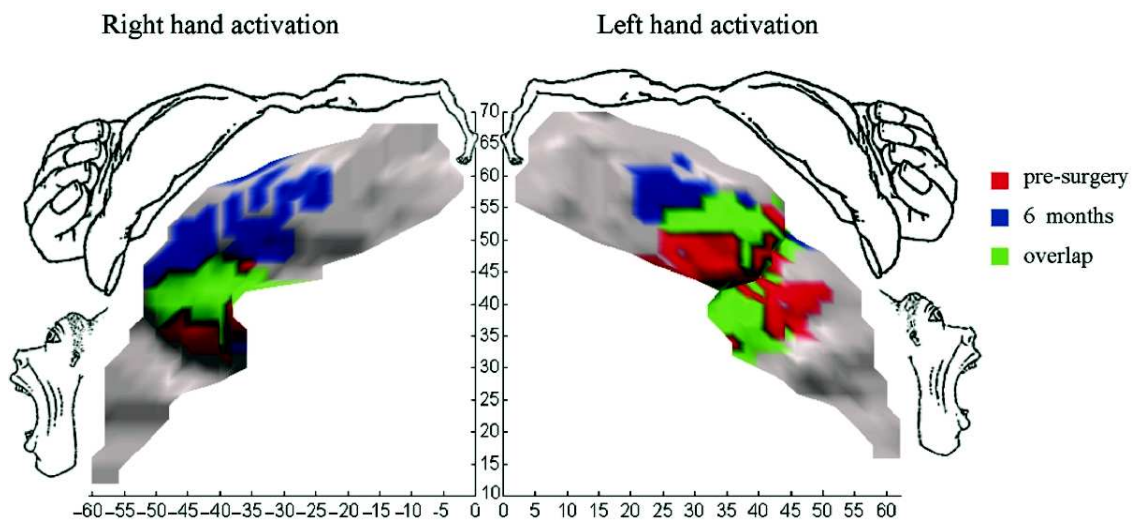 Right hand activation
Left hand activation
pre-surgery
6 months
overlap
70
65
60
55
50
45
40
35
30
25
20
15
10
–60 –55 –50 –45 –40 –35 –30 –25 –20 –15 –10 -5 0
0 5 10 15 20 25 30 35 40 45 50 55 60